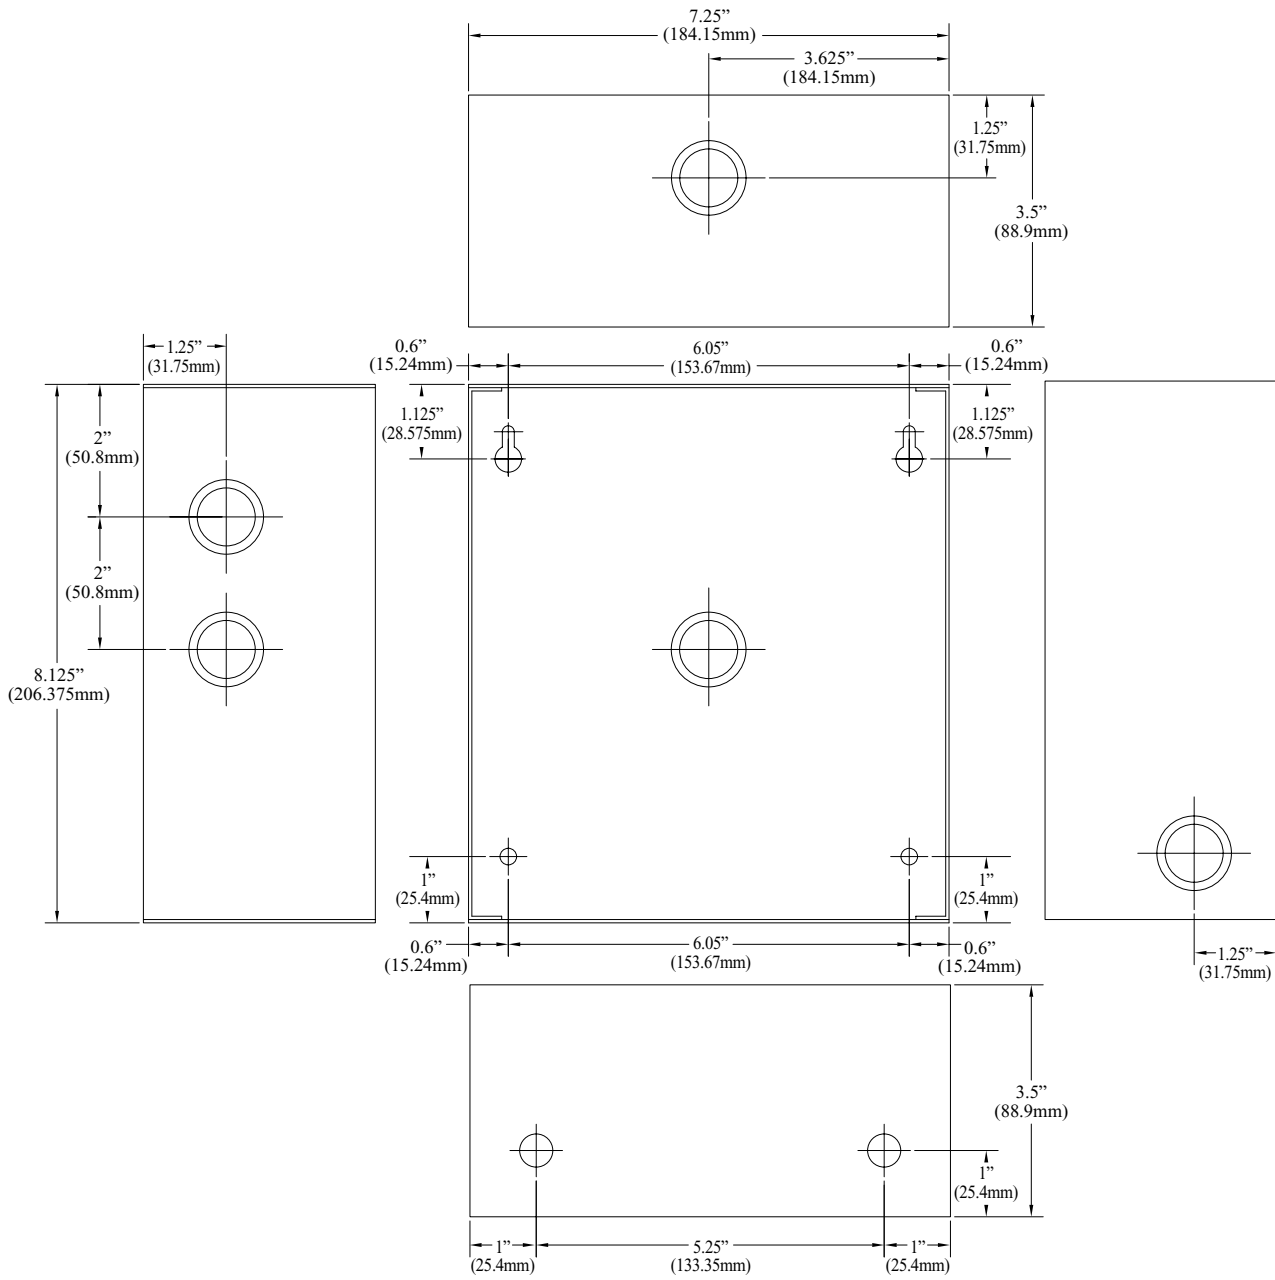 7.25”
(184.15mm)
3.625”
(184.15mm)
1.25”
(31.75mm)
3.5”
(88.9mm)
1.25”
(31.75mm)
0.6”
(15.24mm)
6.05”
(153.67mm)
0.6”
(15.24mm)
2”
(50.8mm)
1.125”
(28.575mm)
1.125”
(28.575mm)
2”
(50.8mm)
8.125”
(206.375mm)
1”
(25.4mm)
1”
(25.4mm)
0.6”
(15.24mm)
6.05”
(153.67mm)
0.6”
(15.24mm)
1.25”
(31.75mm)
3.5”
(88.9mm)
1”
(25.4mm)
1”
(25.4mm)
5.25”
(133.35mm)
1”
(25.4mm)